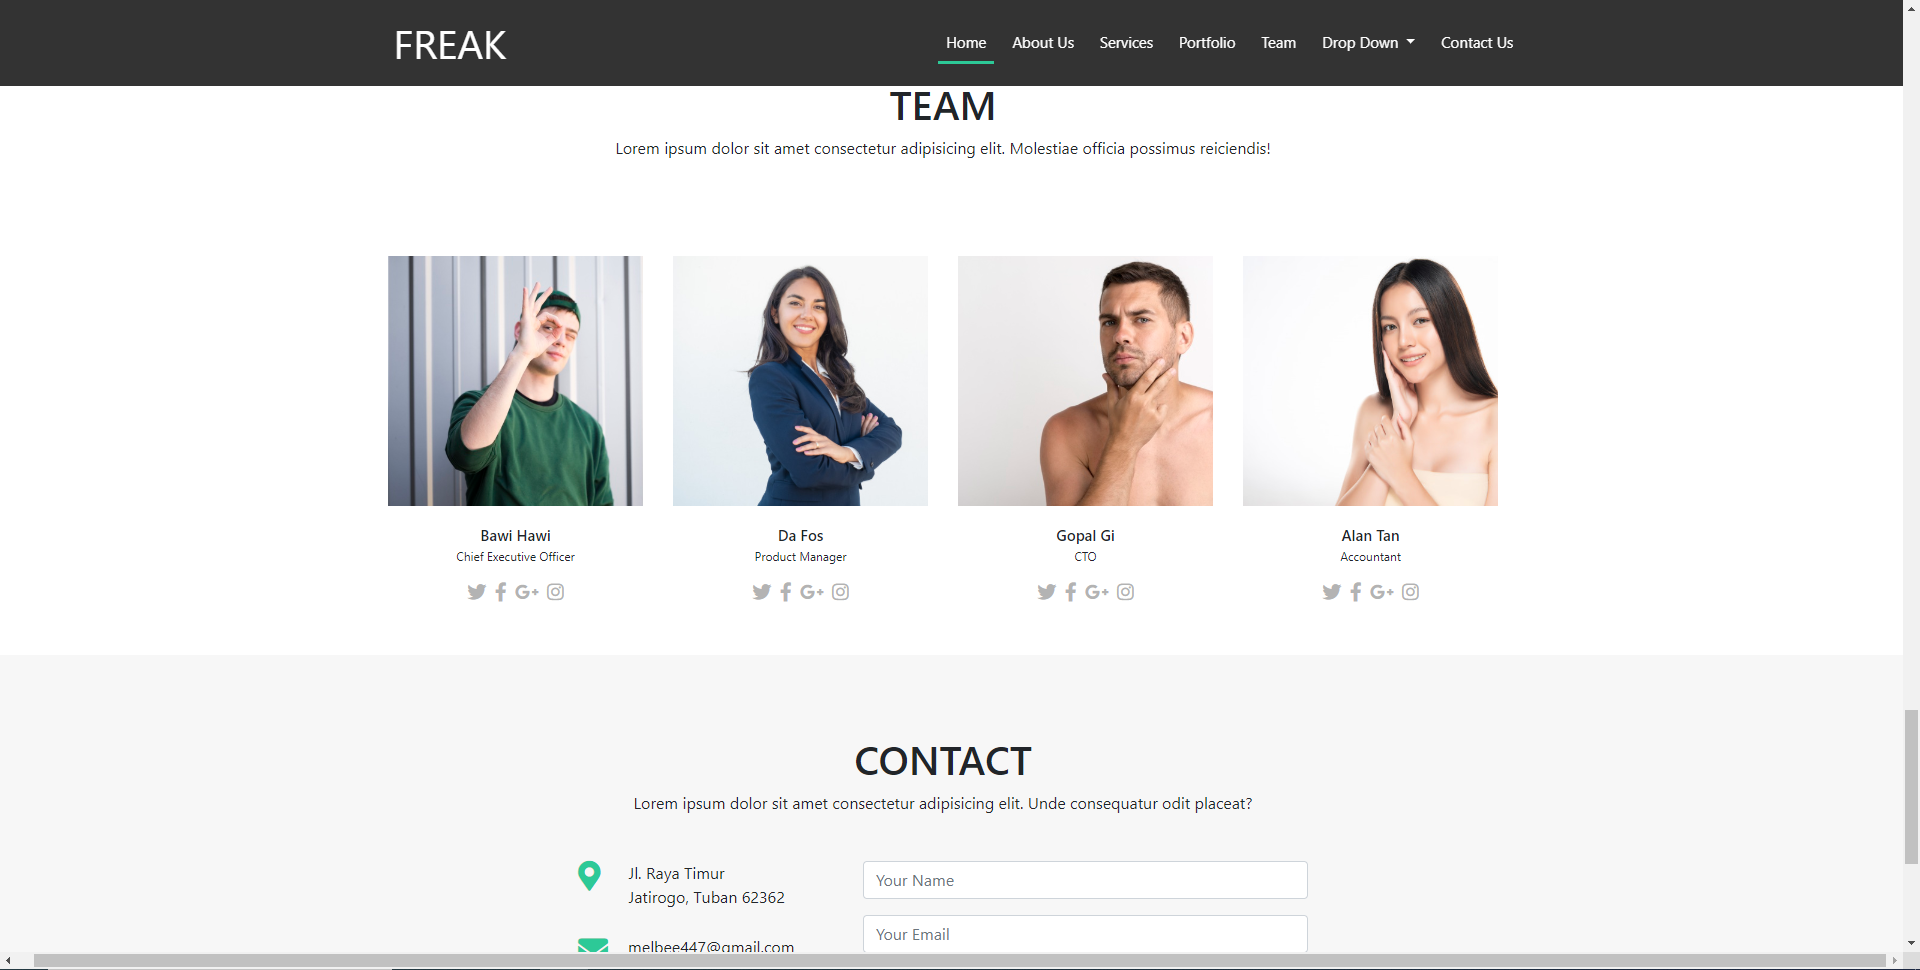 FREAK
Home About Us Services Portfolio Team Drop Down Contact Us
TEAM
Lorem ipsum dolor sit amet consectetur adipisicing elit. Molestiae officia possimus reiciendis!
Bawi Hawi
Chief Executive Officer
Da Fos
Product Manager
Gopal Gi
CTO
Alan Tan
Accountant
CONTACT
Lorem ipsum dolor sit amet consectetur adipisicing elit. Unde consequatur odit placeat?
Jl. Raya Timur
Jatirogo, Tuban 62362
melbee447@gmail.com
Your Name
Your Email